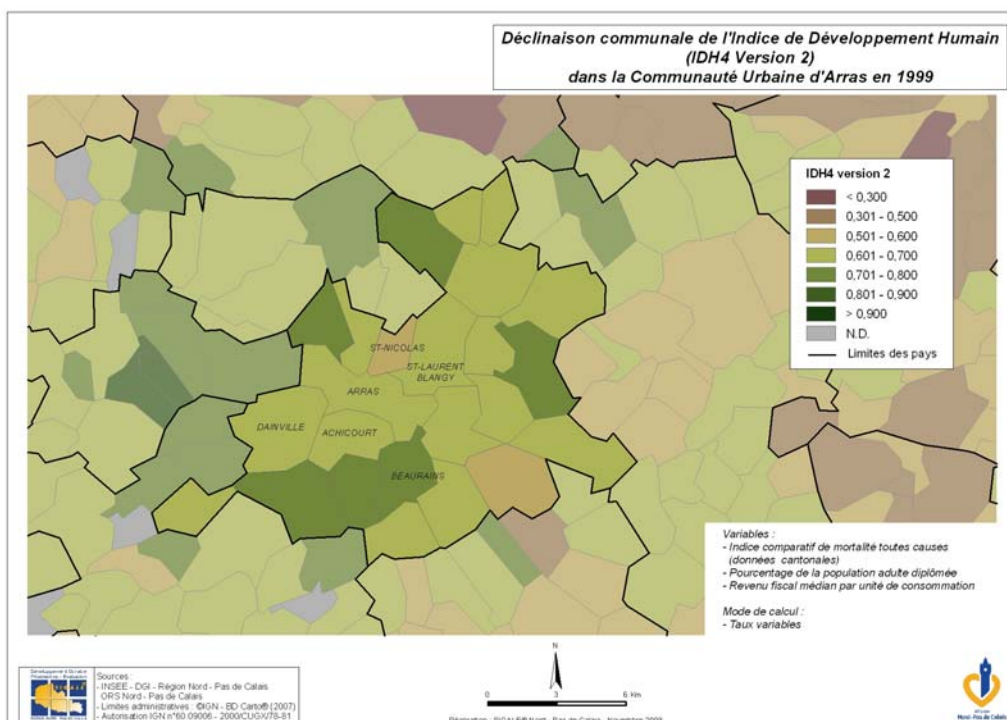 Déclinaison communale de l'Indice de Développement Humain
(IDH4 Version 2)
dans la Communauté Urbaine d'Arras en 1999
IDH4 version 2
< 0,300
0,301 - 0,500
0,501 - 0,600
0,601 - 0,700
0,701 - 0,800
0,801 - 0,900
> 0,900
N.D.
Limites des pays
ST-NICOLAS
ST-LAURENT
BLANGY
ARRAS
DAINVILLE
ACHICOURT
BEAURAINS
Variables :
- Indice comparatif de mortalité toutes causes
(données cantonales)
- Pourcentage de la population adulte diplômée
- Revenu fiscal médian par unité de consommation
Mode de calcul :
- Taux variables
Sources :
- INSEE - DGI - Région Nord - Pas de Calais
ORS Nord - Pas de Calais
- Limites administratives : ©IGN - BD Carto® (2007)
- Autorisation IGN n°60.09006 - 2000/CUGX/78-81
N
0 3 6 Km
Nord-Pas de Calais